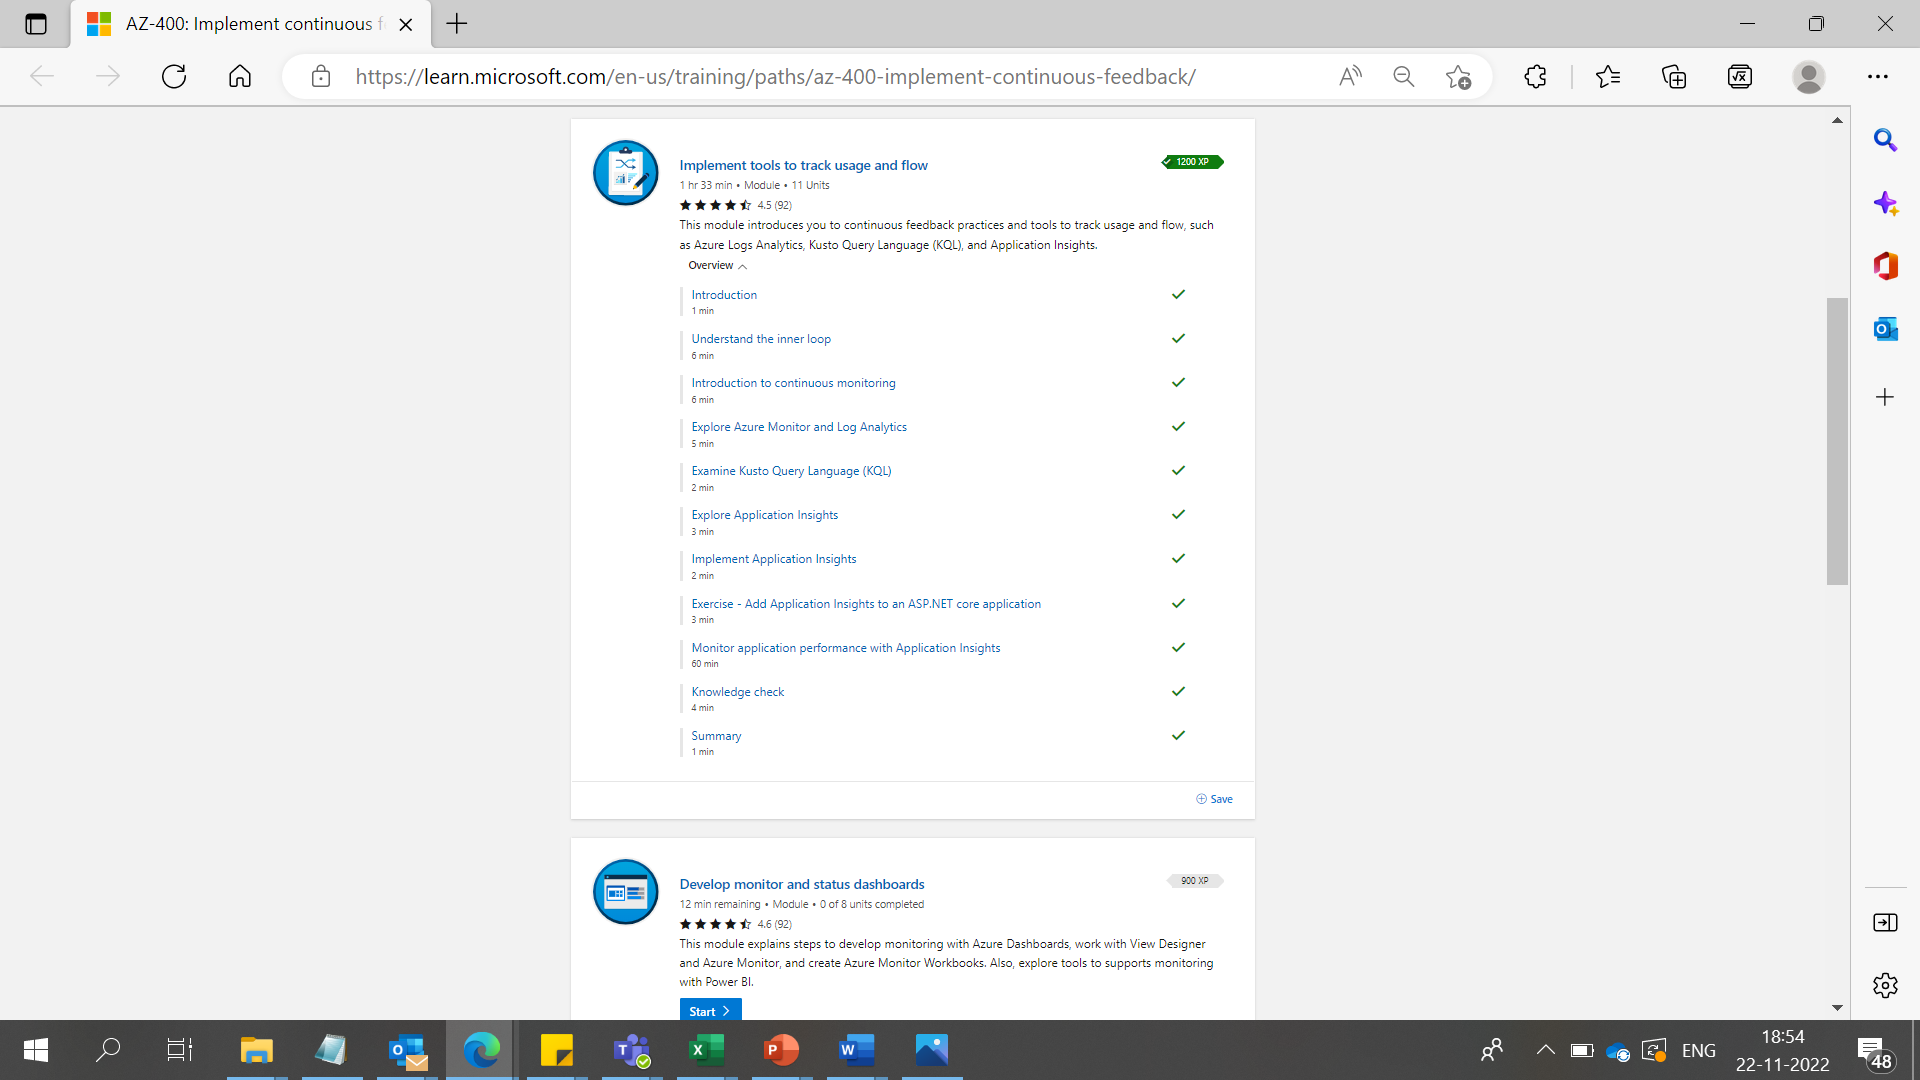 AZ-400: Implement continuous f
https://learn.microsoft.com/en-us/training/paths/az-400-implement-continuous-feedback/
Implement tools to track usage and flow
1200 XP
1 hr 33 min • Module • 11 Units
4.5 (92)
This module introduces you to continuous feedback practices and tools to track usage and flow, such
as Azure Logs Analytics, Kusto Query Language (KQL), and Application Insights.
Overview
Introduction
1 min
Understand the inner loop
6 min
Introduction to continuous monitoring
6 min
Explore Azure Monitor and Log Analytics
5 min
Examine Kusto Query Language (KQL)
2 min
Explore Application Insights
3 min
Implement Application Insights
2 min
Exercise - Add Application Insights to an ASP.NET core application
3 min
Monitor application performance with Application Insights
60 min
Knowledge check
4 min
Summary
1 min
Save
Develop monitor and status dashboards
900 XP
12 min remaining • Module • 0 of 8 units completed
4.6 (92)
This module explains steps to develop monitoring with Azure Dashboards, work with View Designer
and Azure Monitor, and create Azure Monitor Workbooks. Also, explore tools to supports monitoring
with Power BI.
Start
ENG
18:54
22-11-2022
48